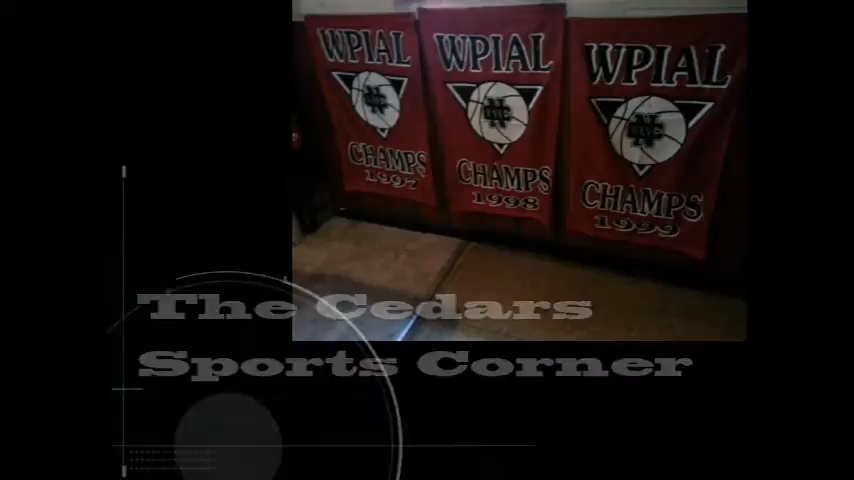 WPIAL
CHAMPS
1997
WPIAL
CHAMPS
1998
WPIAL
CHAMPS
1999
The Cedars
Sports Corner